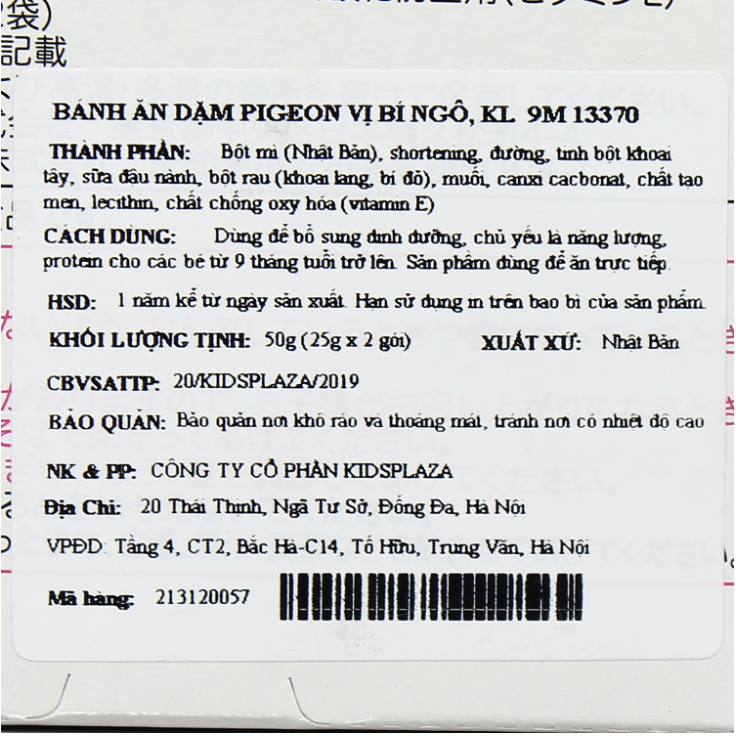 袋)
記載
BÁNH ĂN DẶM PIGEON VỊ BÍ NGÔ, KL 9M 13370
THÀNH PHẦN: Bột mì (Nhật Bản), shortening, đường, tinh bột khoai
tây, sữa đậu nành, bột rau (khoai lang, bí đỏ), muối, canxi cacbonat, chất tạo
men, lecithin, chất chống oxy hóa (vitamin E)
CÁCH DÙNG: Dùng để bổ sung dinh dưỡng, chủ yếu là năng lượng,
protein cho các bé từ 9 tháng tuổi trở lên. Sản phẩm dùng để ăn trực tiếp.
HSD: 1 năm kể từ ngày sản xuất. Hạn sử dụng in trên bao bì của sản phẩm.
KHỐI LƯỢNG TỊNH: 50g (25g x 2 gói) XUẤT XỨ: Nhật Bản
CBVSATTP: 20/KIDSPLAZA/2019
BẢO QUẢN: Bảo quản nơi khô ráo và thoáng mát, tránh nơi có nhiệt độ cao
NK & PP: CÔNG TY CỔ PHẦN KIDSPLAZA
Địa Chỉ: 20 Thái Thịnh, Ngã Tư Sở, Đống Đa, Hà Nội
VPĐD: Tầng 4, CT2, Bắc Hà-C14, Tố Hữu, Trung Văn, Hà Nội
Mã hàng: 213120057